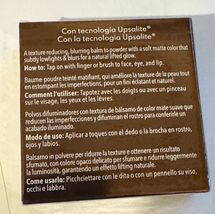 Con tecnología Upsalite®
Con la tecnologia Upsalite®
A texture reducing, blurring balm to powder with a soft matte color that
subtly lowlights & blurs for a natural lifted glow.
How to: Tap on with finger or brush to face, eye, and lip.
Baume-poudre teinté matifiant, qui améliore la texture de la peau tout
en estompant les imperfections, pour un fini éclatant et naturel.
Comment l'utiliser: Tapotez avec les doigts ou avec un pinceau
sur le visage, les yeux ou les lèvres.
Polvos difuminadores con textura de bálsamo de color mate suave que
reducen las imperfecciones y difuminan el rostro para conferirle un
acabado iluminador.
Modo de uso: Aplicar a toques con el dedo o la brocha en rostro,
ojos y labios.
Balsamo in polvere per ridurre la texture e ottenere un risultato
sfumato, con colore opaco delicato per sfumare e ridurre leggermente
la luminosità, garantendo un effetto lifting naturale.
Come usarlo: Picchiettare con le dita o con un pennello su viso,
occhi e labbra.